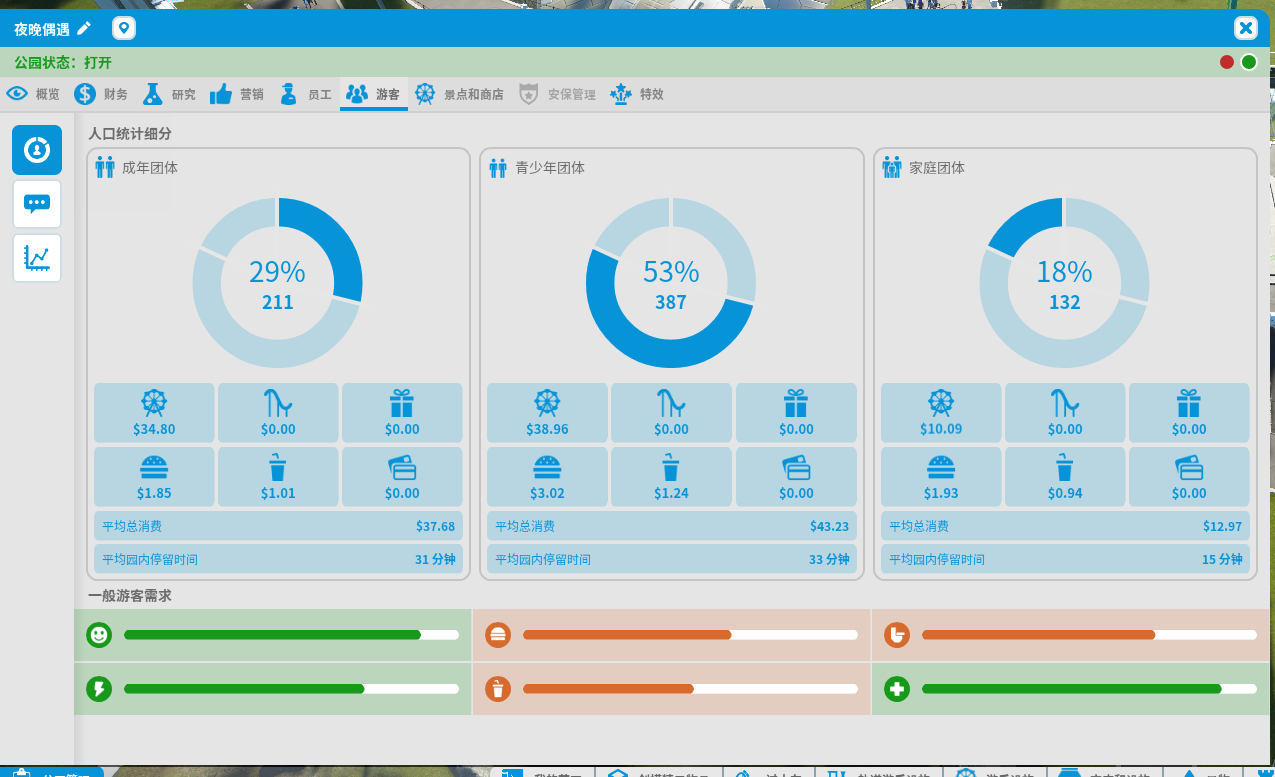 夜晚偶遇
公园状态：打开
概览 财务 研究 营销 员工 游客 景点和商店 安保管理 特效
人口统计细分
成年团体
29%
211
$34.80 $0.00 $0.00
$1.85 $1.01 $0.00
平均总消费 $37.68
平均园内停留时间 31 分钟
青少年团体
53%
387
$38.96 $0.00 $0.00
$3.02 $1.24 $0.00
平均总消费 $43.23
平均园内停留时间 33 分钟
家庭团体
18%
132
$10.09 $0.00 $0.00
$1.93 $0.94 $0.00
平均总消费 $12.97
平均园内停留时间 15 分钟
一般游客需求